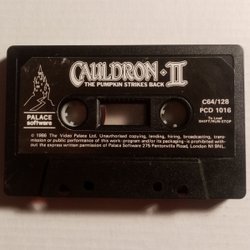 CAULDRON·II
THE PUMPKIN STRIKES BACK
PALACE
software
C64/128
PCD 1016
To Load
SHIFT/RUN-STOP
© 1986 The Video Palace Ltd. Unauthorised copying, lending, hiring, broadcasting, trans-
mission or public performance of this work, program and/or its packaging is prohibited with-
out the express written permission of Palace Software 275 Pentonville Road, London N1 9NL.